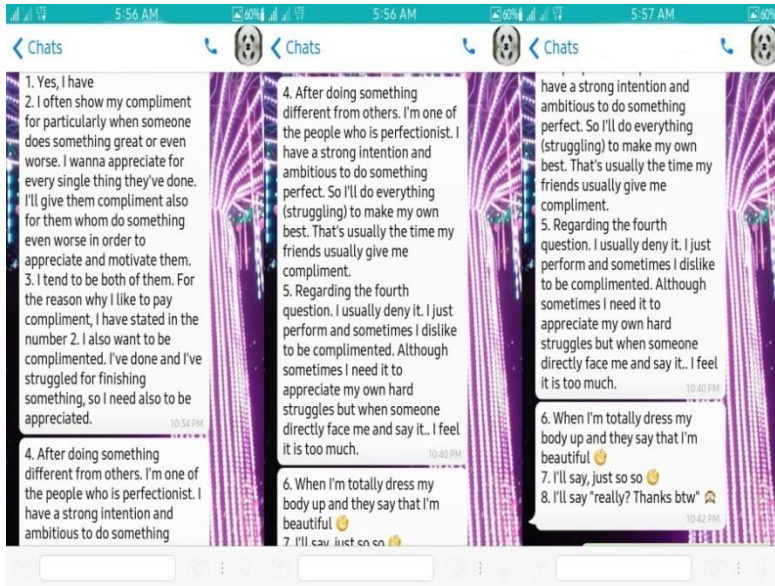 5:56 AM
60%
Chats
1. Yes, I have
2. I often show my compliment
for particularly when someone
does something great or even
worse. I wanna appreciate for
every single thing they've done.
I'll give them compliment also
for them whom do something
even worse in order to
appreciate and motivate them.
3. I tend to be both of them. For
the reason why I like to pay
compliment, I have stated in the
number 2. I also want to be
complimented. I've done and I've
struggled for finishing
something, so I need also to be
appreciated.
10:34 PM
4. After doing something
different from others. I'm one of
the people who is perfectionist. I
have a strong intention and
ambitious to do something
5:56 AM
60%
Chats
4. After doing something
different from others. I'm one of
the people who is perfectionist. I
have a strong intention and
ambitious to do something
perfect. So I'll do everything
(struggling) to make my own
best. That's usually the time my
friends usually give me
compliment.
5. Regarding the fourth
question. I usually deny it. I just
perform and sometimes I dislike
to be complimented. Although
sometimes I need it to
appreciate my own hard
struggles but when someone
directly face me and say it.. I feel
it is too much.
10:40 PM
6. When I'm totally dress my
body up and they say that I'm
beautiful
7. I'll say, just so so
5:57 AM
60%
Chats
have a strong intention and
ambitious to do something
perfect. So I'll do everything
(struggling) to make my own
best. That's usually the time my
friends usually give me
compliment.
5. Regarding the fourth
question. I usually deny it. I just
perform and sometimes I dislike
to be complimented. Although
sometimes I need it to
appreciate my own hard
struggles but when someone
directly face me and say it.. I feel
it is too much.
10:40 PM
6. When I'm totally dress my
body up and they say that I'm
beautiful
7. I'll say, just so so
8. I'll say "really? Thanks btw"
10:42 PM